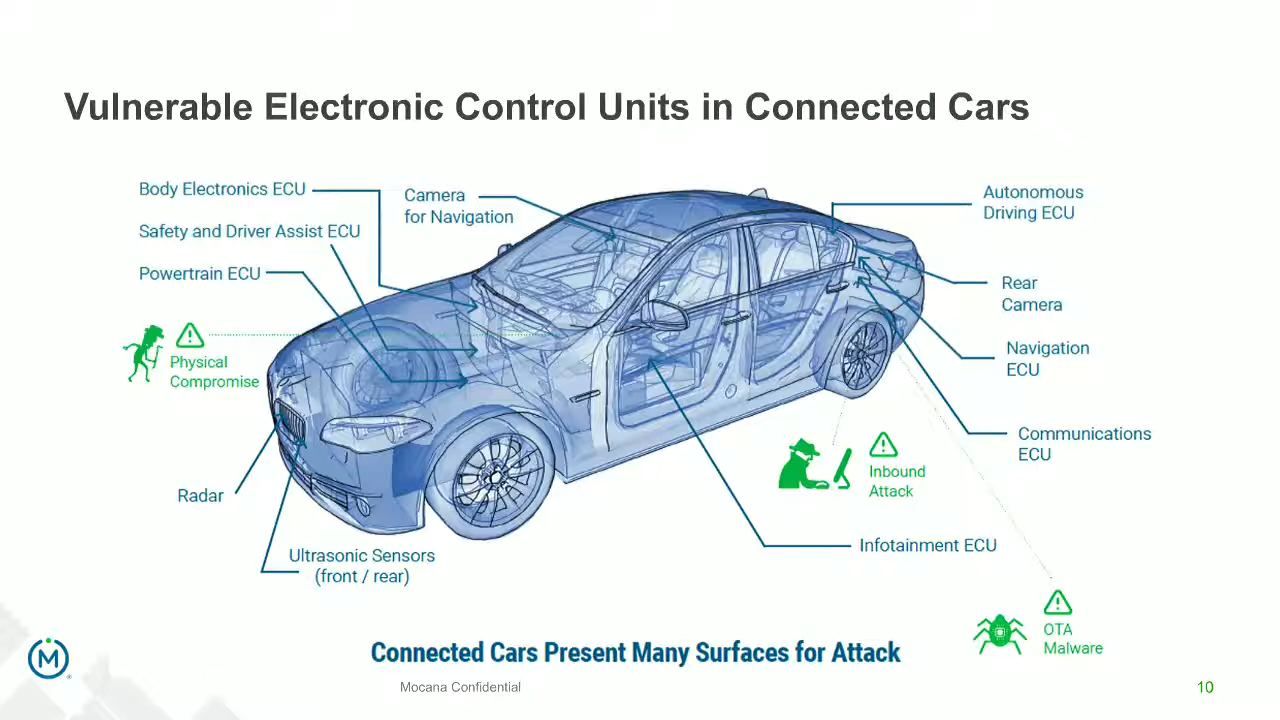 Vulnerable Electronic Control Units in Connected Cars
Body Electronics ECU
Camera
for Navigation
Autonomous
Driving ECU
Safety and Driver Assist ECU
Powertrain ECU
Rear
Camera
Physical
Compromise
Navigation
ECU
Communications
ECU
Inbound
Attack
Radar
Infotainment ECU
Ultrasonic Sensors
(front / rear)
OTA
Malware
M
Connected Cars Present Many Surfaces for Attack
Mocana Confidential
10